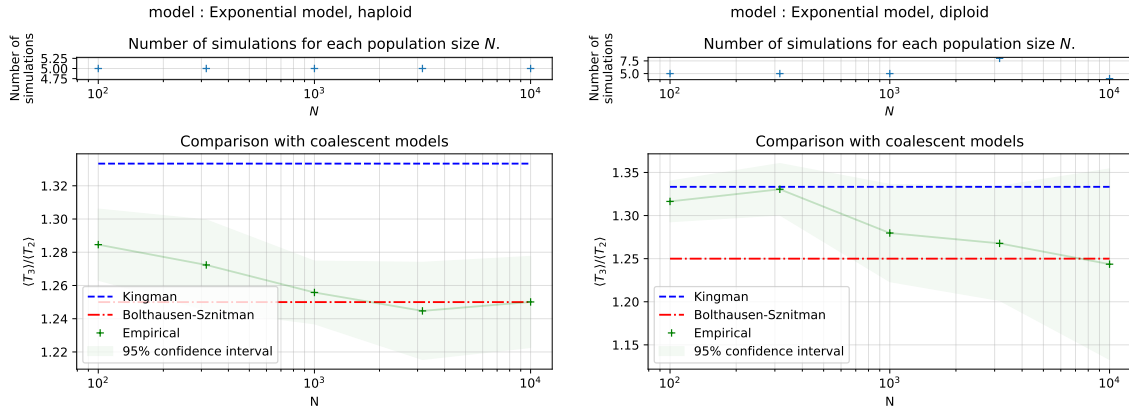 model : Exponential model, haploid
Number of simulations for each population size N.
Number of
simulations
5.25
5.00
4.75
10²
10³
10⁴
N
Comparison with coalescent models
⟨T₃⟩/⟨T₂⟩
1.32
1.30
1.28
1.26
1.24
1.22
Kingman
Bolthausen-Sznitman
Empirical
95% confidence interval
10²
10³
10⁴
N
model : Exponential model, diploid
Number of simulations for each population size N.
Number of
simulations
7.5
5.0
10²
10³
10⁴
N
Comparison with coalescent models
⟨T₃⟩/⟨T₂⟩
1.35
1.30
1.25
1.20
1.15
Kingman
Bolthausen-Sznitman
Empirical
95% confidence interval
10²
10³
10⁴
N